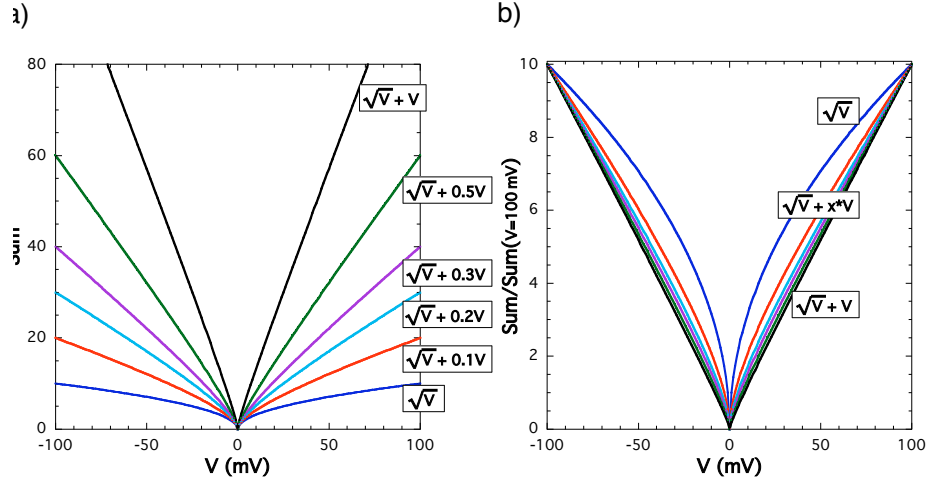 a)
80
60
40
20
0
-100 -50 0 50 100
V (mV)
Sum
√V + V
√V + 0.5V
√V + 0.3V
√V + 0.2V
√V + 0.1V
√V
b)
10
8
6
4
2
0
-100 -50 0 50 100
V (mV)
Sum/Sum(V=100 mV)
√V
√V + x*V
√V + V